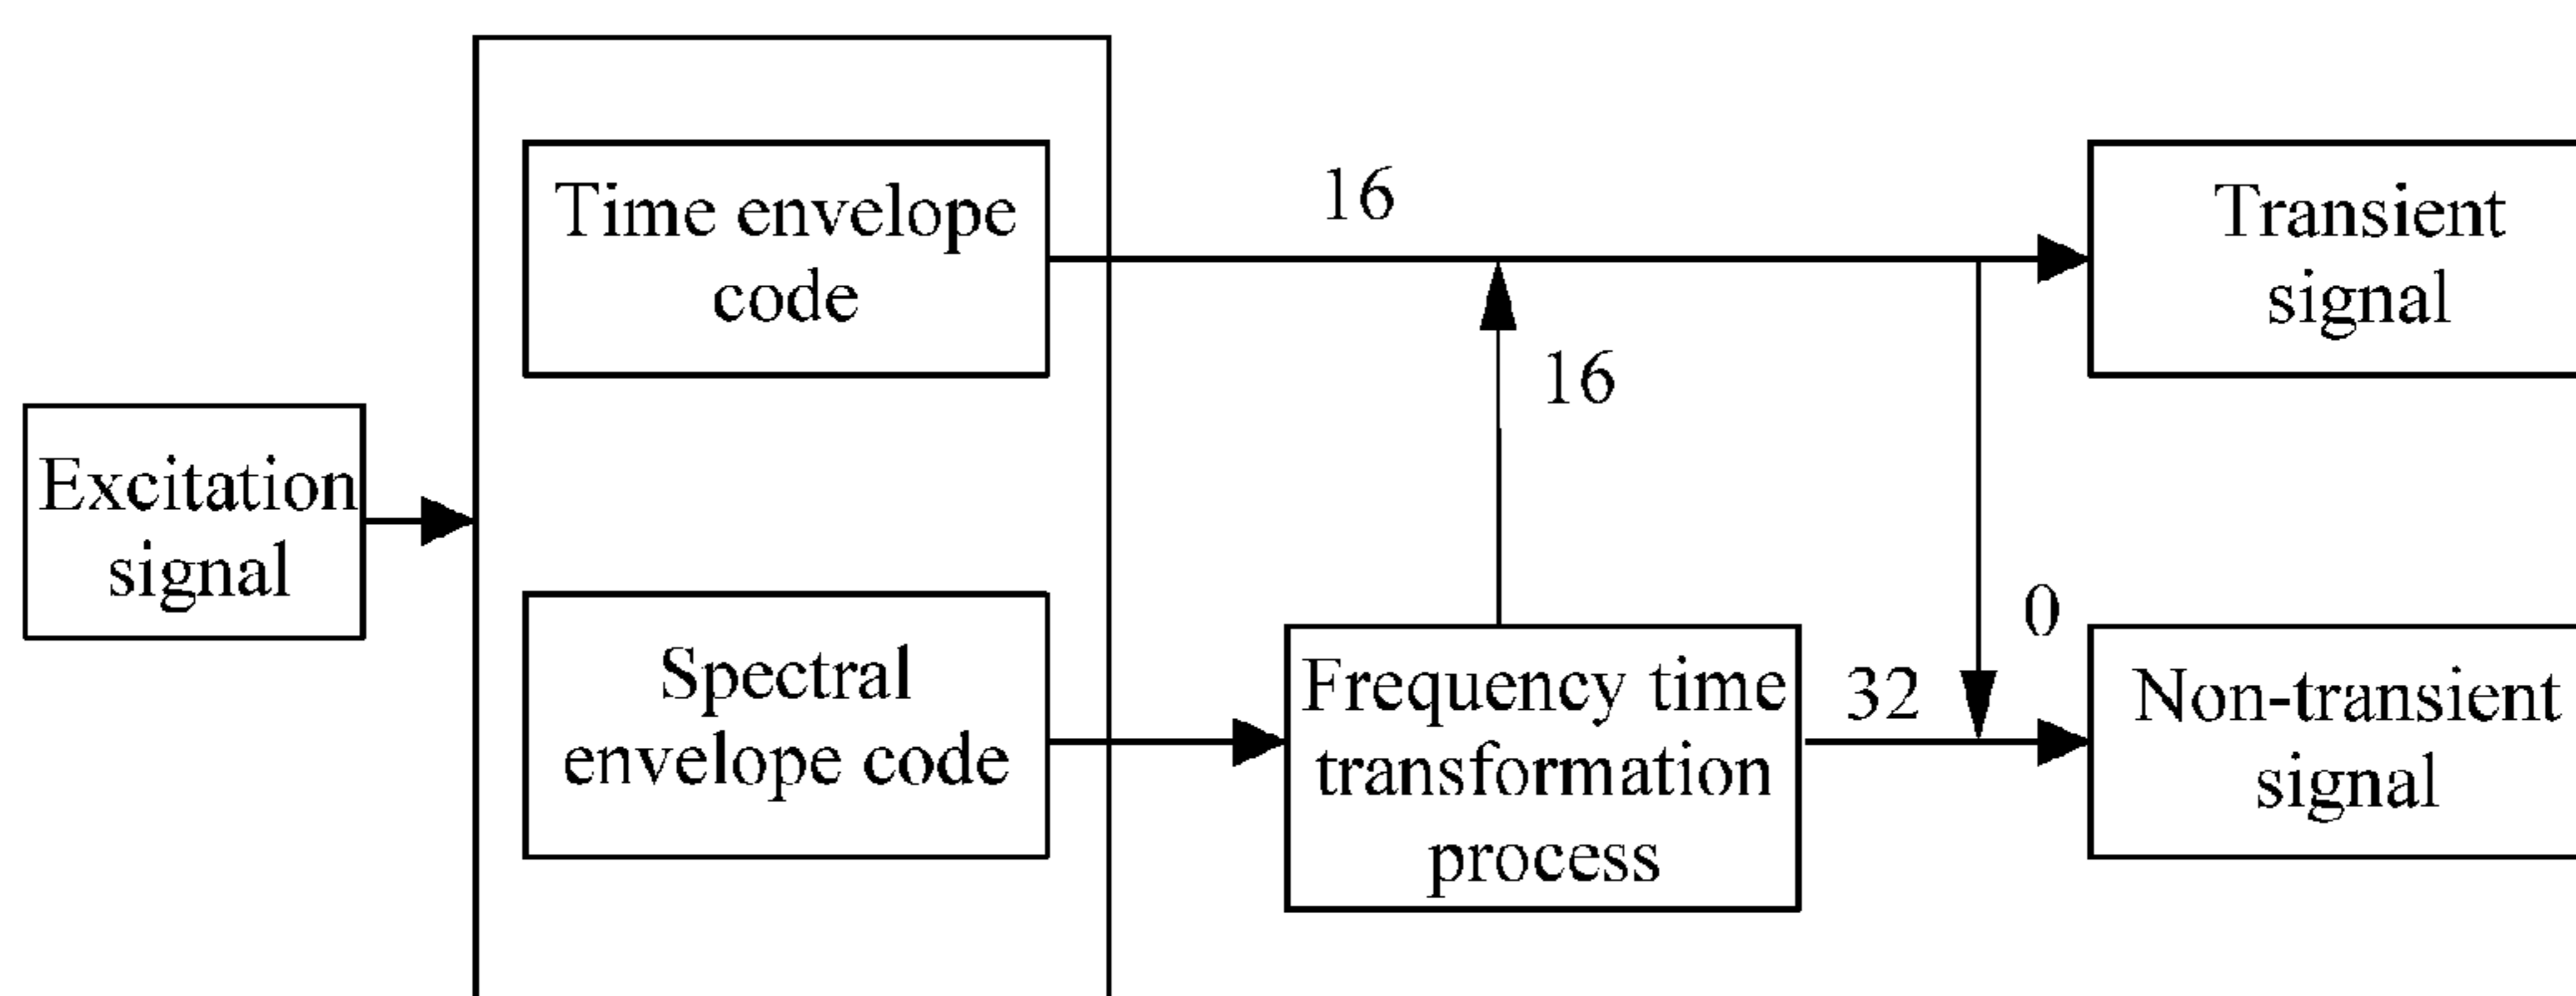 Time envelope
code
16
Transient
signal
16
Excitation
signal
Spectral
envelope code
Frequency time
transformation
process
32
0
Non-transient
signal